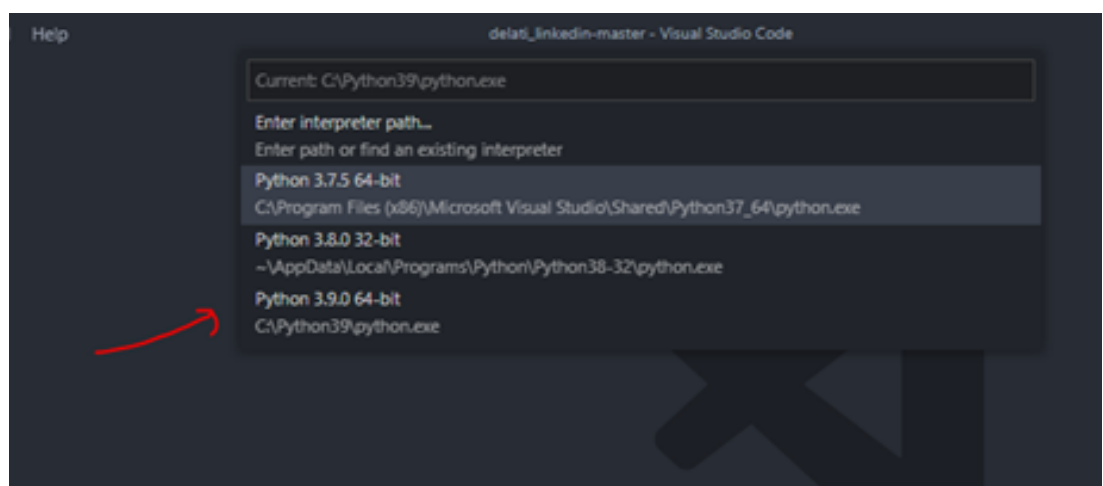 Help
delati_linkedin-master - Visual Studio Code
Current: C:\Python39\python.exe
Enter interpreter path...
Enter path or find an existing interpreter
Python 3.7.5 64-bit
C:\Program Files (x86)\Microsoft Visual Studio\Shared\Python37_64\python.exe
Python 3.8.0 32-bit
~\AppData\Local\Programs\Python\Python38-32\python.exe
Python 3.9.0 64-bit
C:\Python39\python.exe